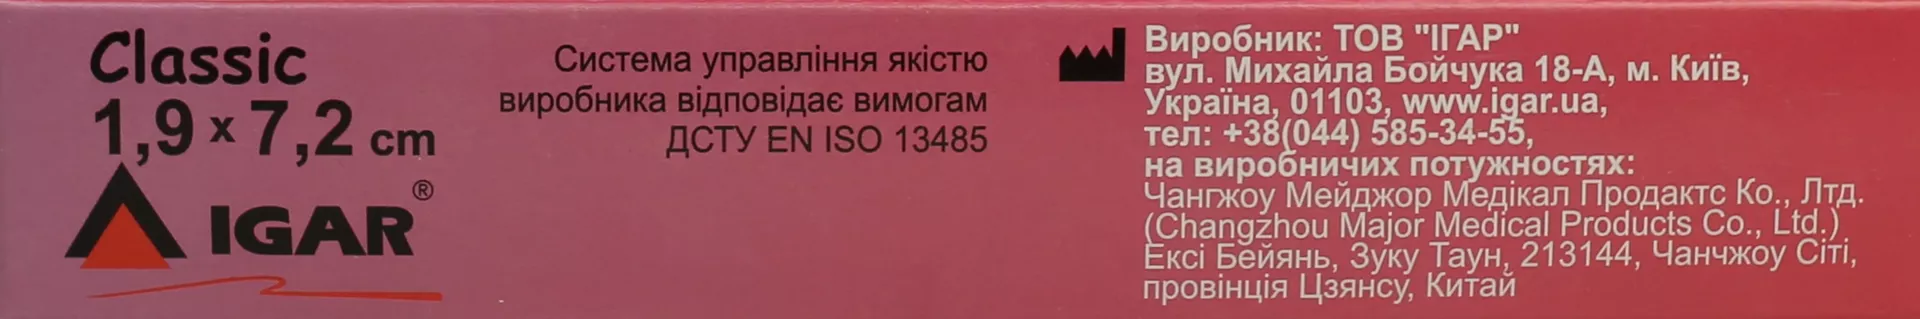 Classic
1,9 x 7,2 cm
IGAR®
Система управління якістю
виробника відповідає вимогам
ДСТУ EN ISO 13485
Виробник: ТОВ "ІГАР"
вул. Михайла Бойчука 18-А, м. Київ,
Україна, 01103, www.igar.ua,
тел: +38(044) 585-34-55,
на виробничих потужностях:
Чангжоу Мейджор Медікал Продактс Ко., Лтд.
(Changzhou Major Medical Products Co., Ltd.)
Ексі Бейянь, Зуку Таун, 213144, Чанчжоу Сіті,
провінція Цзянсу, Китай